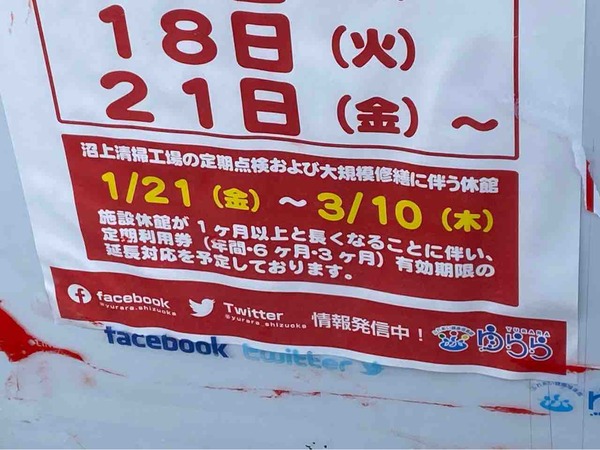 18日（火）
21日（金）～
沼上清掃工場の定期点検および大規模修繕に伴う休館
1/21（金）～3/10（木）
施設休館が１ヶ月以上と長くなることに伴い、
定期利用券（年間・6ヶ月・3ヶ月）有効期限の
延長対応を予定しております。
facebook
@yurara_shizuoka
Twitter
@yurara_shizuoka
情報発信中！
YURARA
ゆらら
facebook twitter